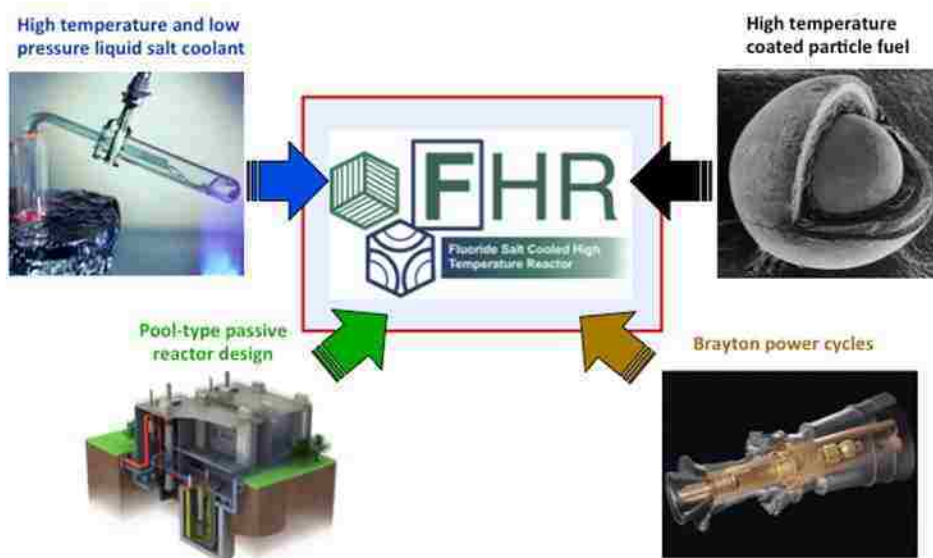 High temperature and low
pressure liquid salt coolant
High temperature
coated particle fuel
FHR
Fluoride Salt Cooled High
Temperature Reactor
Pool-type passive
reactor design
Brayton power cycles